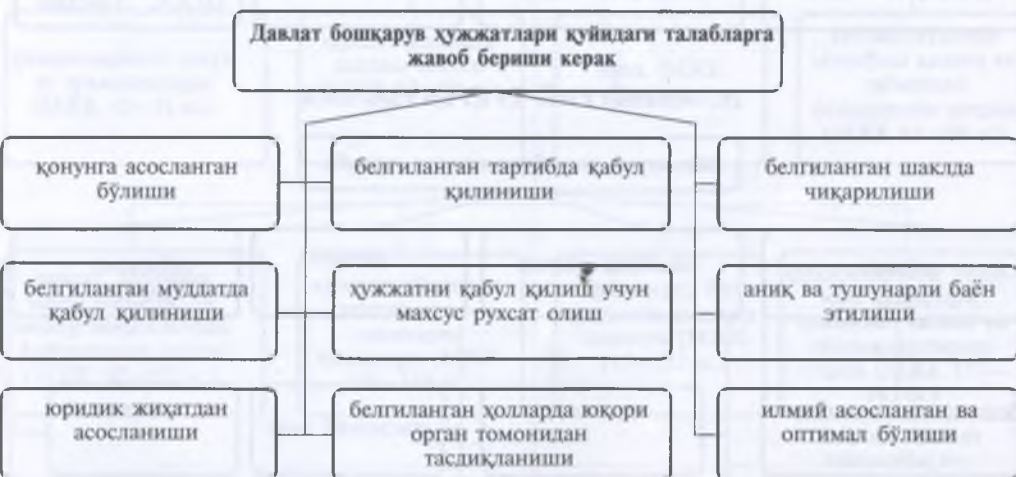 Давлат бошқарув ҳужжатлари қуйидаги талабларга
жавоб бериши керак
қонунга асосланган
бўлиши
белгиланган тартибда қабул
қилиниши
белгиланган шаклда
чиқарилиши
белгиланган муддатда
қабул қилиниши
ҳужжатни қабул қилиш учун
махсус рухсат олиш
аниқ ва тушунарли баён
этилиши
юридик жиҳатдан
асосланиши
белгиланган ҳолларда юқори
орган томонидан
тасдиқланиши
илмий асосланган ва
оптимал бўлиши